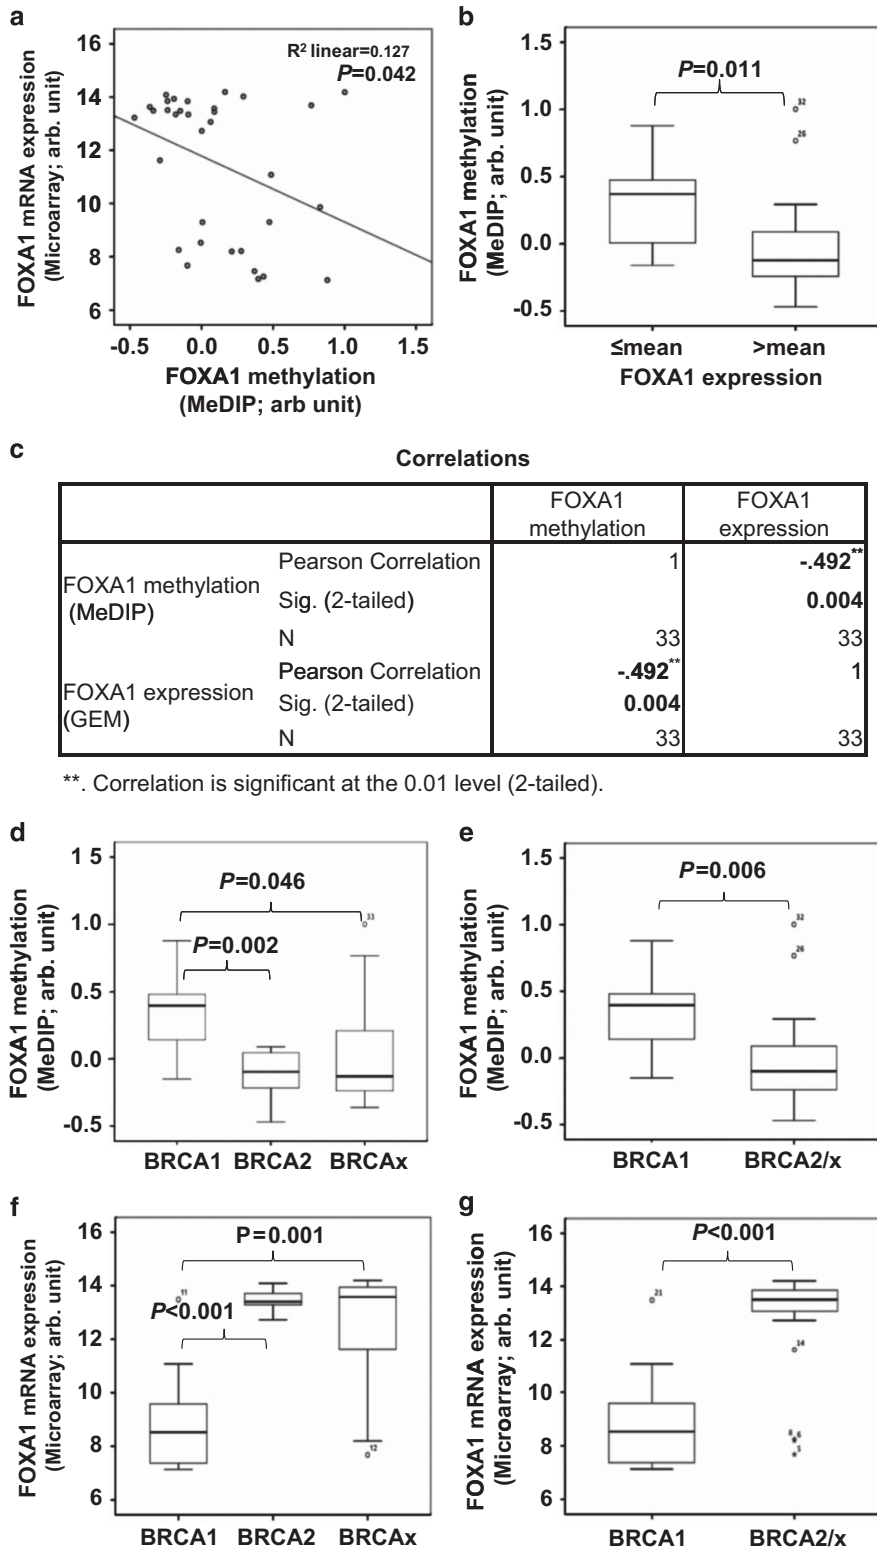 a
FOXA1 mRNA expression
(Microarray; arb. unit)
16
14
12
10
8
6
R² linear=0.127
P=0.042
-0.5 0.0 0.5 1.0 1.5
FOXA1 methylation
(MeDIP; arb unit)
b
FOXA1 methylation
(MeDIP; arb. unit)
1.5
1.0
0.5
0.0
-0.5
P=0.011
32
26
≤mean >mean
FOXA1 expression
c
Correlations
FOXA1 methylation
FOXA1 expression
FOXA1 methylation (MeDIP)
Pearson Correlation 1 -.492**
Sig. (2-tailed) 0.004
N 33 33
FOXA1 expression (GEM)
Pearson Correlation -.492** 1
Sig. (2-tailed) 0.004
N 33 33
**. Correlation is significant at the 0.01 level (2-tailed).
d
FOXA1 methylation
(MeDIP; arb. unit)
1 5
1.0
0.5
0.0
-0.5
P=0.046
P=0.002
33
BRCA1 BRCA2 BRCAx
e
FOXA1 methylation
(MeDIP; arb. unit)
1.5
1.0
0.5
0.0
-0.5
P=0.006
32
26
BRCA1 BRCA2/x
f
FOXA1 mRNA expression
(Microarray; arb. unit)
16
14
12
10
8
6
P=0.001
P<0.001
11
12
BRCA1 BRCA2 BRCAx
g
FOXA1 mRNA expression
(Microarray; arb. unit)
16
14
12
10
8
6
P<0.001
21
14
8 6
5
BRCA1 BRCA2/x